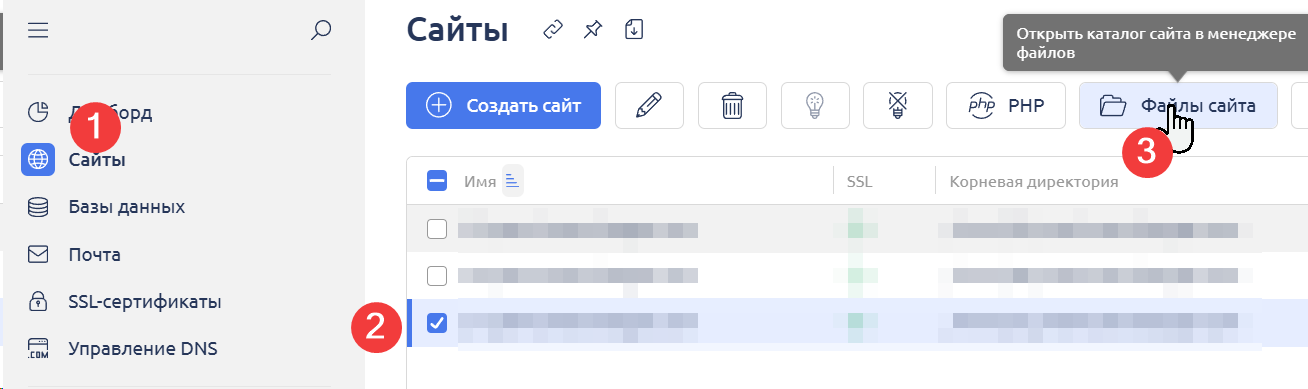 Сайты
Открыть каталог сайта в менеджере
файлов
Создать сайт
php PHP
Файлы сайта
1
3
Сайты
Базы данных
Почта
SSL-сертификаты
.COM Управление DNS
Имя
SSL
Корневая директория
2